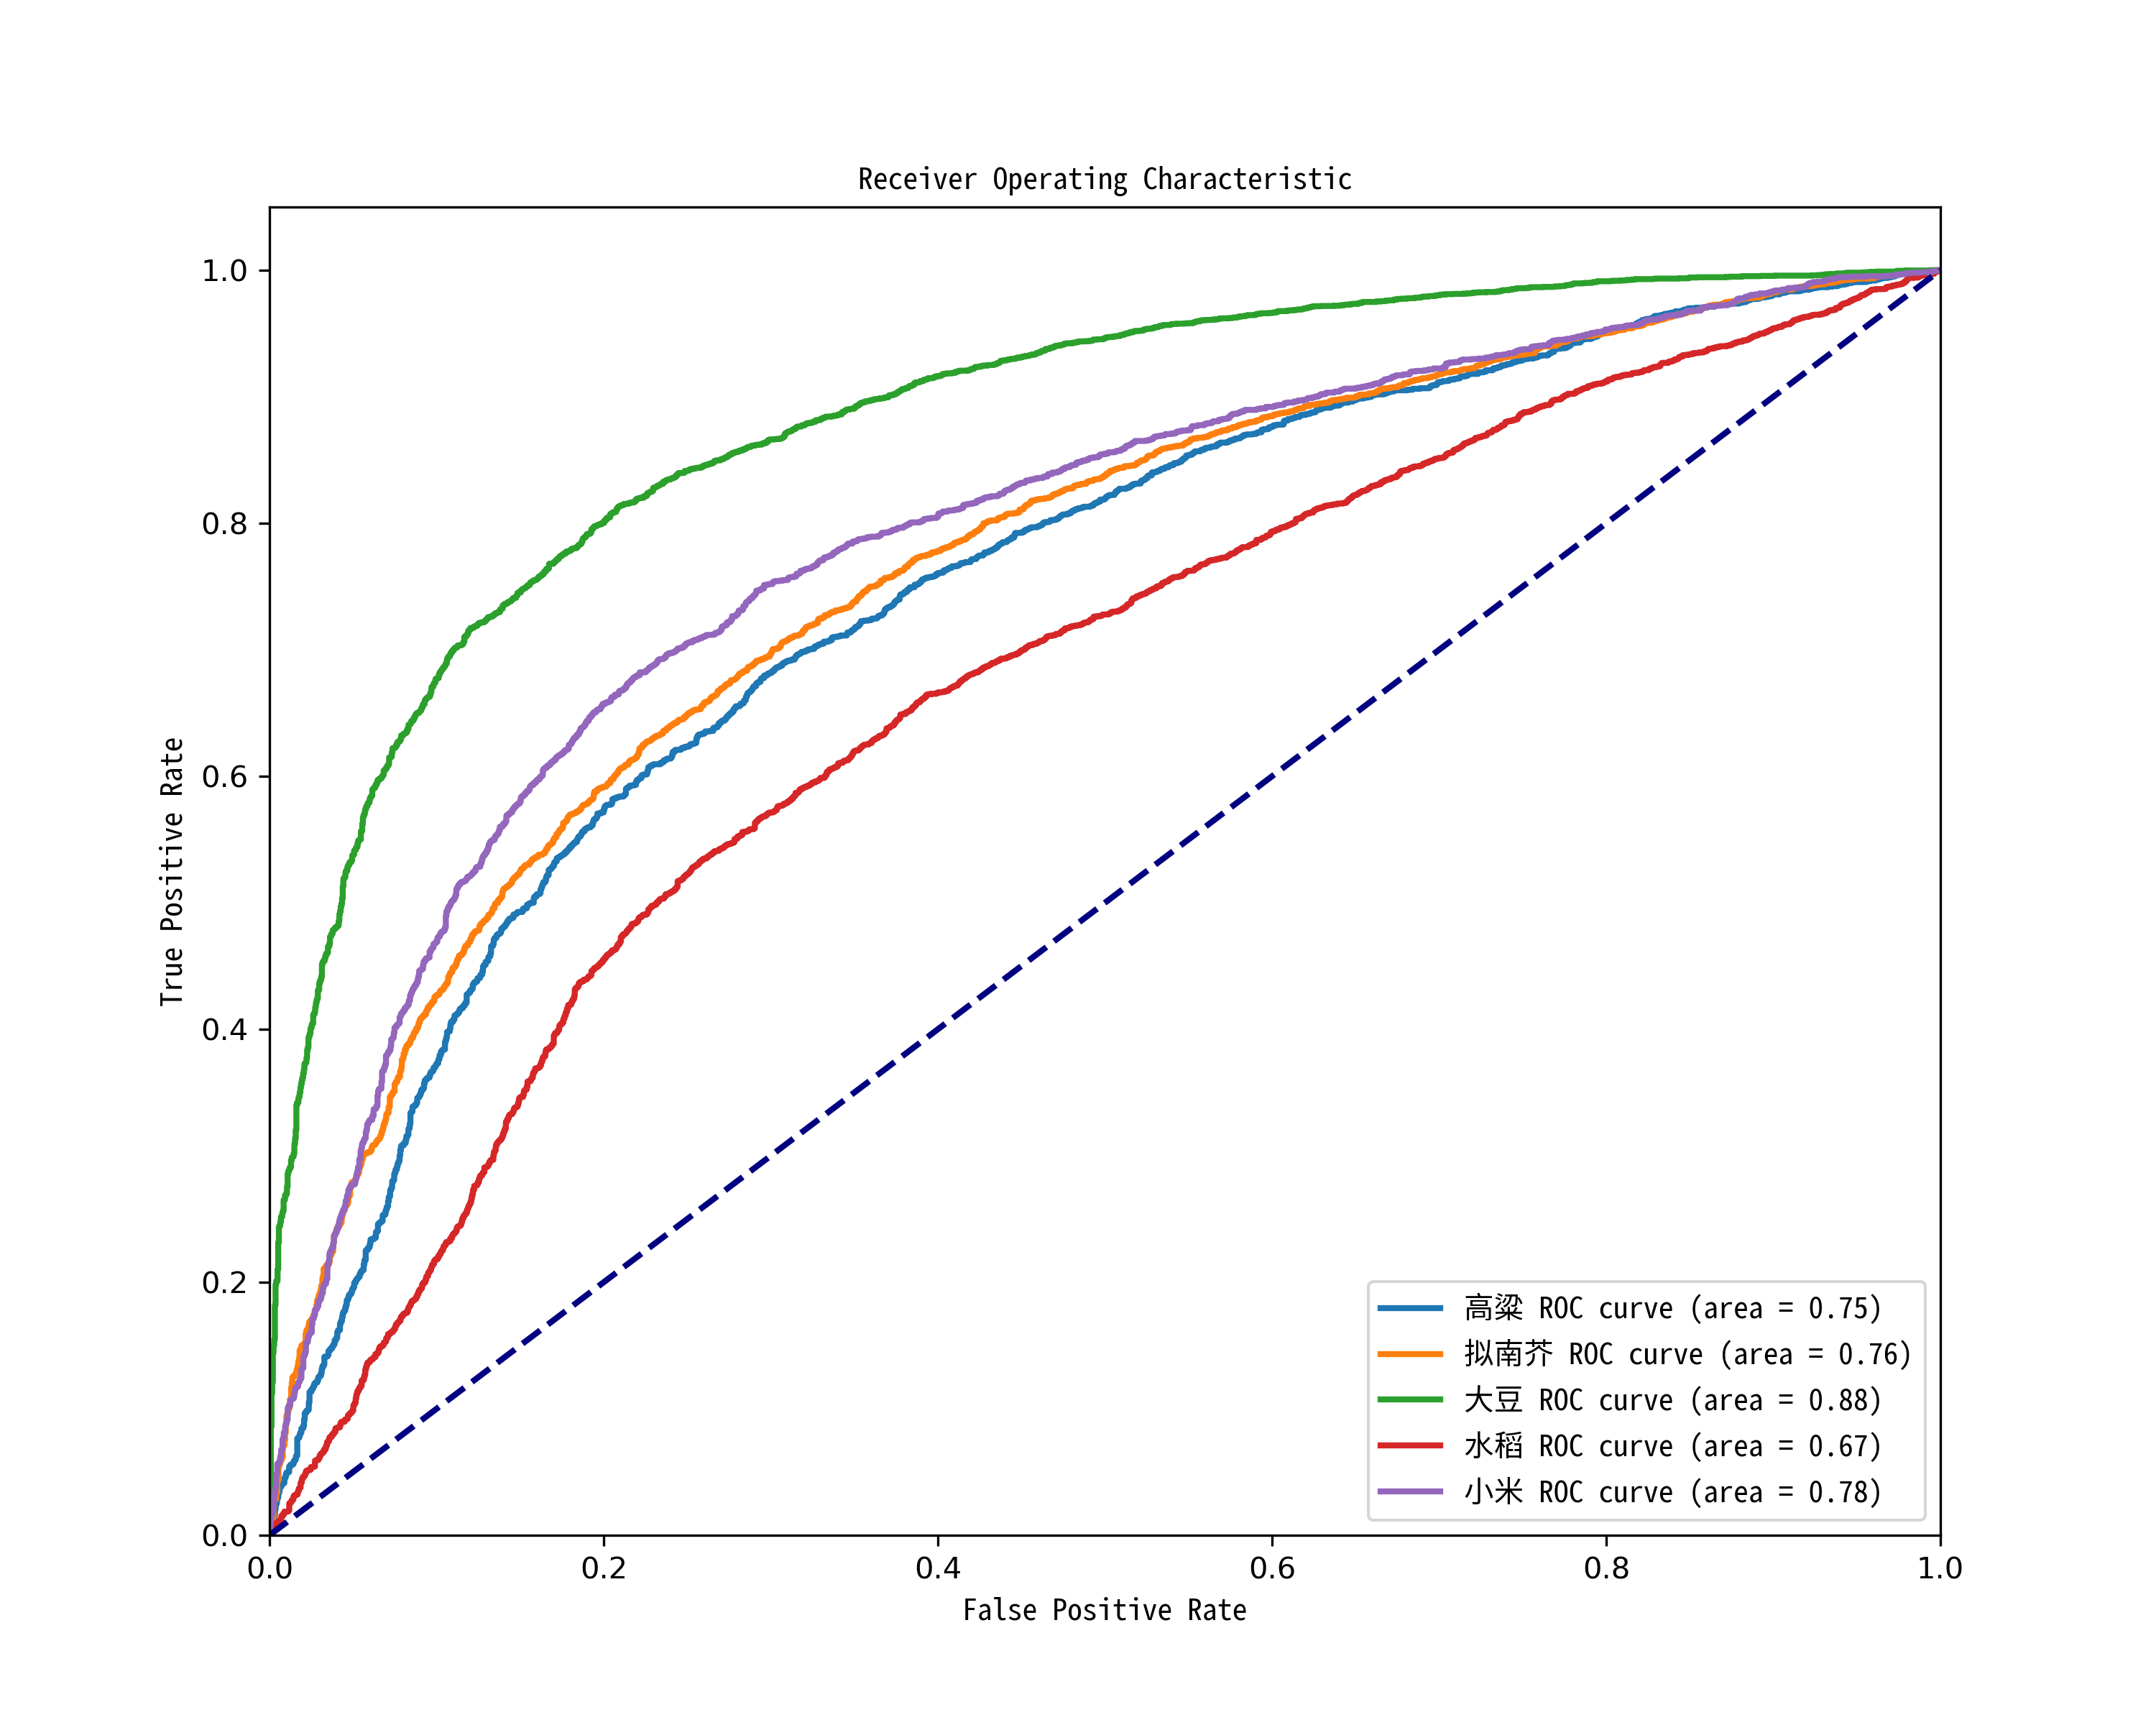 Receiver Operating Characteristic
True Positive Rate
1.0
0.8
0.6
0.4
0.2
0.0
0.0 0.2 0.4 0.6 0.8 1.0
False Positive Rate
高粱 ROC curve (area = 0.75)
拟南芥 ROC curve (area = 0.76)
大豆 ROC curve (area = 0.88)
水稻 ROC curve (area = 0.67)
小米 ROC curve (area = 0.78)